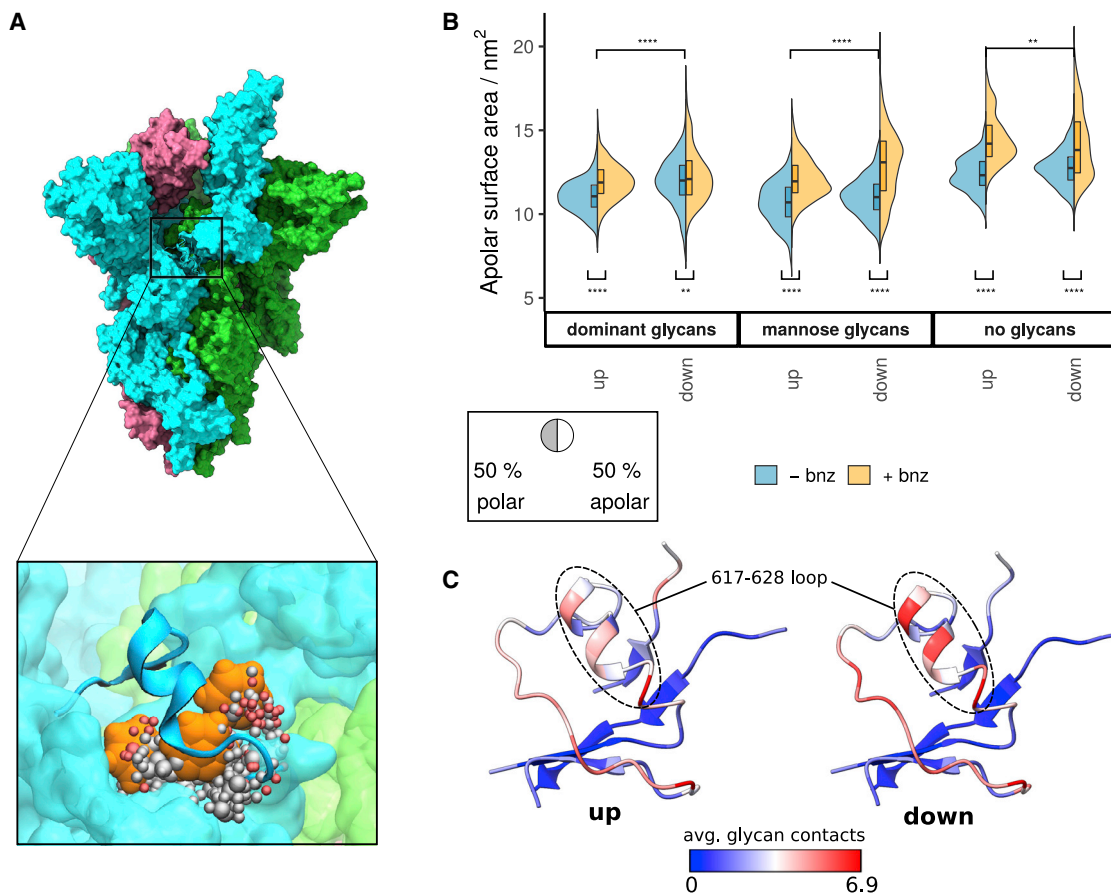 A
B
Apolar surface area / nm²
20
15
10
5
**** **** **
**** ** **** **** **** ****
dominant glycans mannose glycans no glycans
up down up down up down
50 % 50 %
polar apolar
– bnz + bnz
C
617-628 loop
up down
avg. glycan contacts
0 6.9